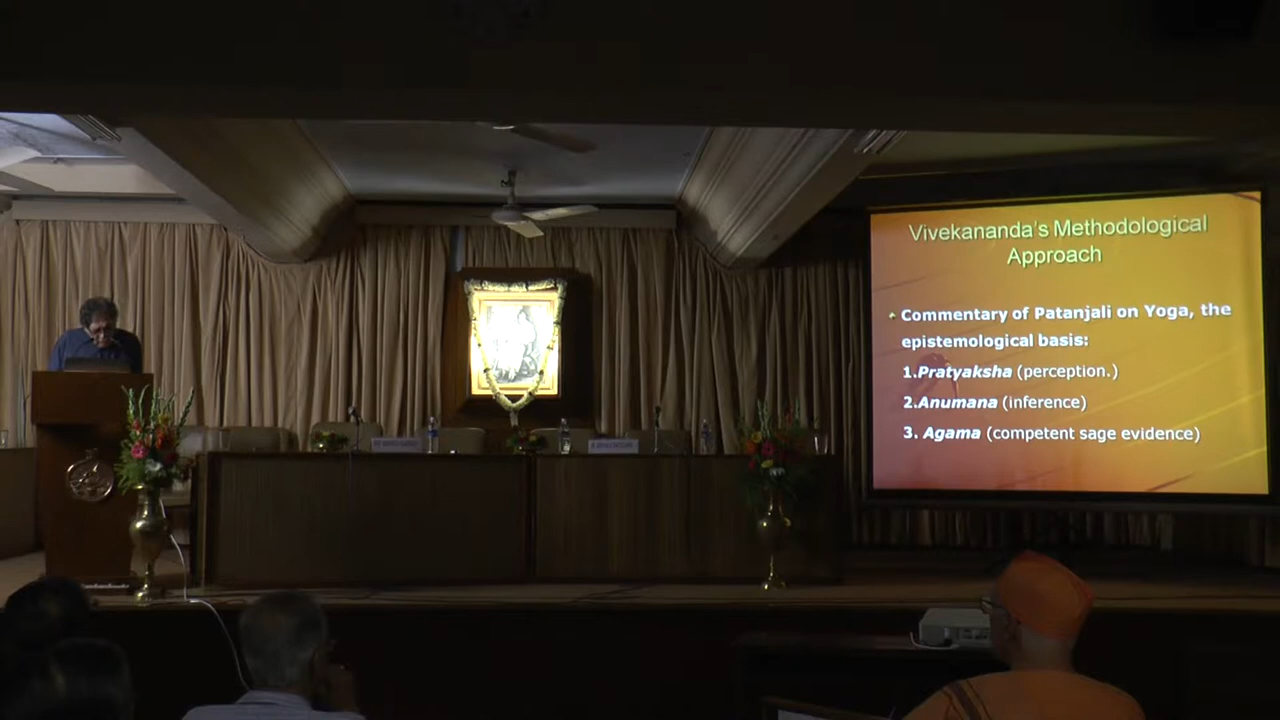 Vivekananda's Methodological
Approach
Commentary of Patanjali on Yoga, the
epistemological basis:
1.Pratyaksha (perception.)
2.Anumana (inference)
3. Agama (competent sage evidence)